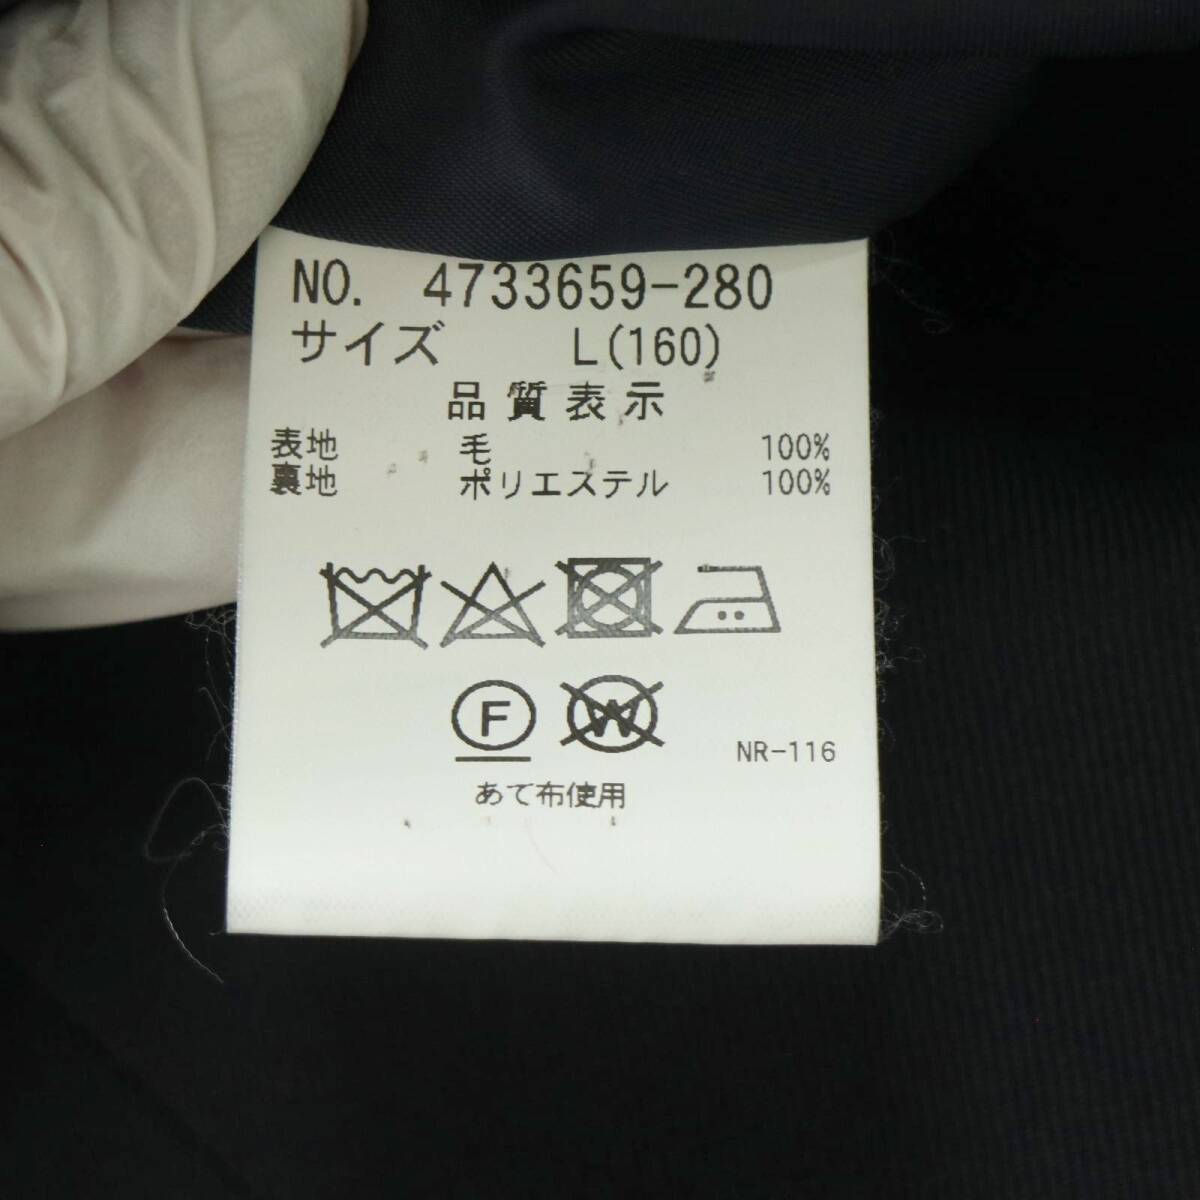 NO. 4733659-280
サイズ L(160)
品質表示
表地 毛 100%
裏地 ポリエステル 100%
F W
NR-116
あて布使用